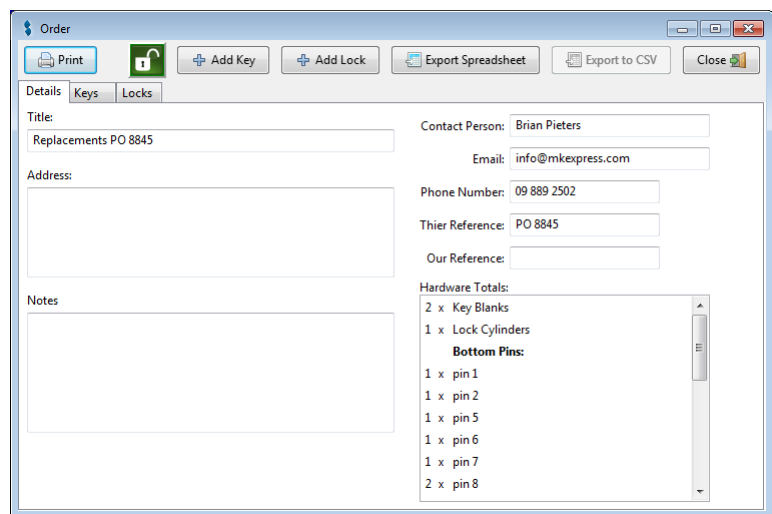 Order
Print
Add Key
Add Lock
Export Spreadsheet
Export to CSV
Close
Details Keys Locks
Title:
Replacements PO 8845
Address:
Notes
Contact Person: Brian Pieters
Email: info@mkexpress.com
Phone Number: 09 889 2502
Thier Reference: PO 8845
Our Reference:
Hardware Totals:
2 x Key Blanks
1 x Lock Cylinders
Bottom Pins:
1 x pin 1
1 x pin 2
1 x pin 5
1 x pin 6
1 x pin 7
2 x pin 8